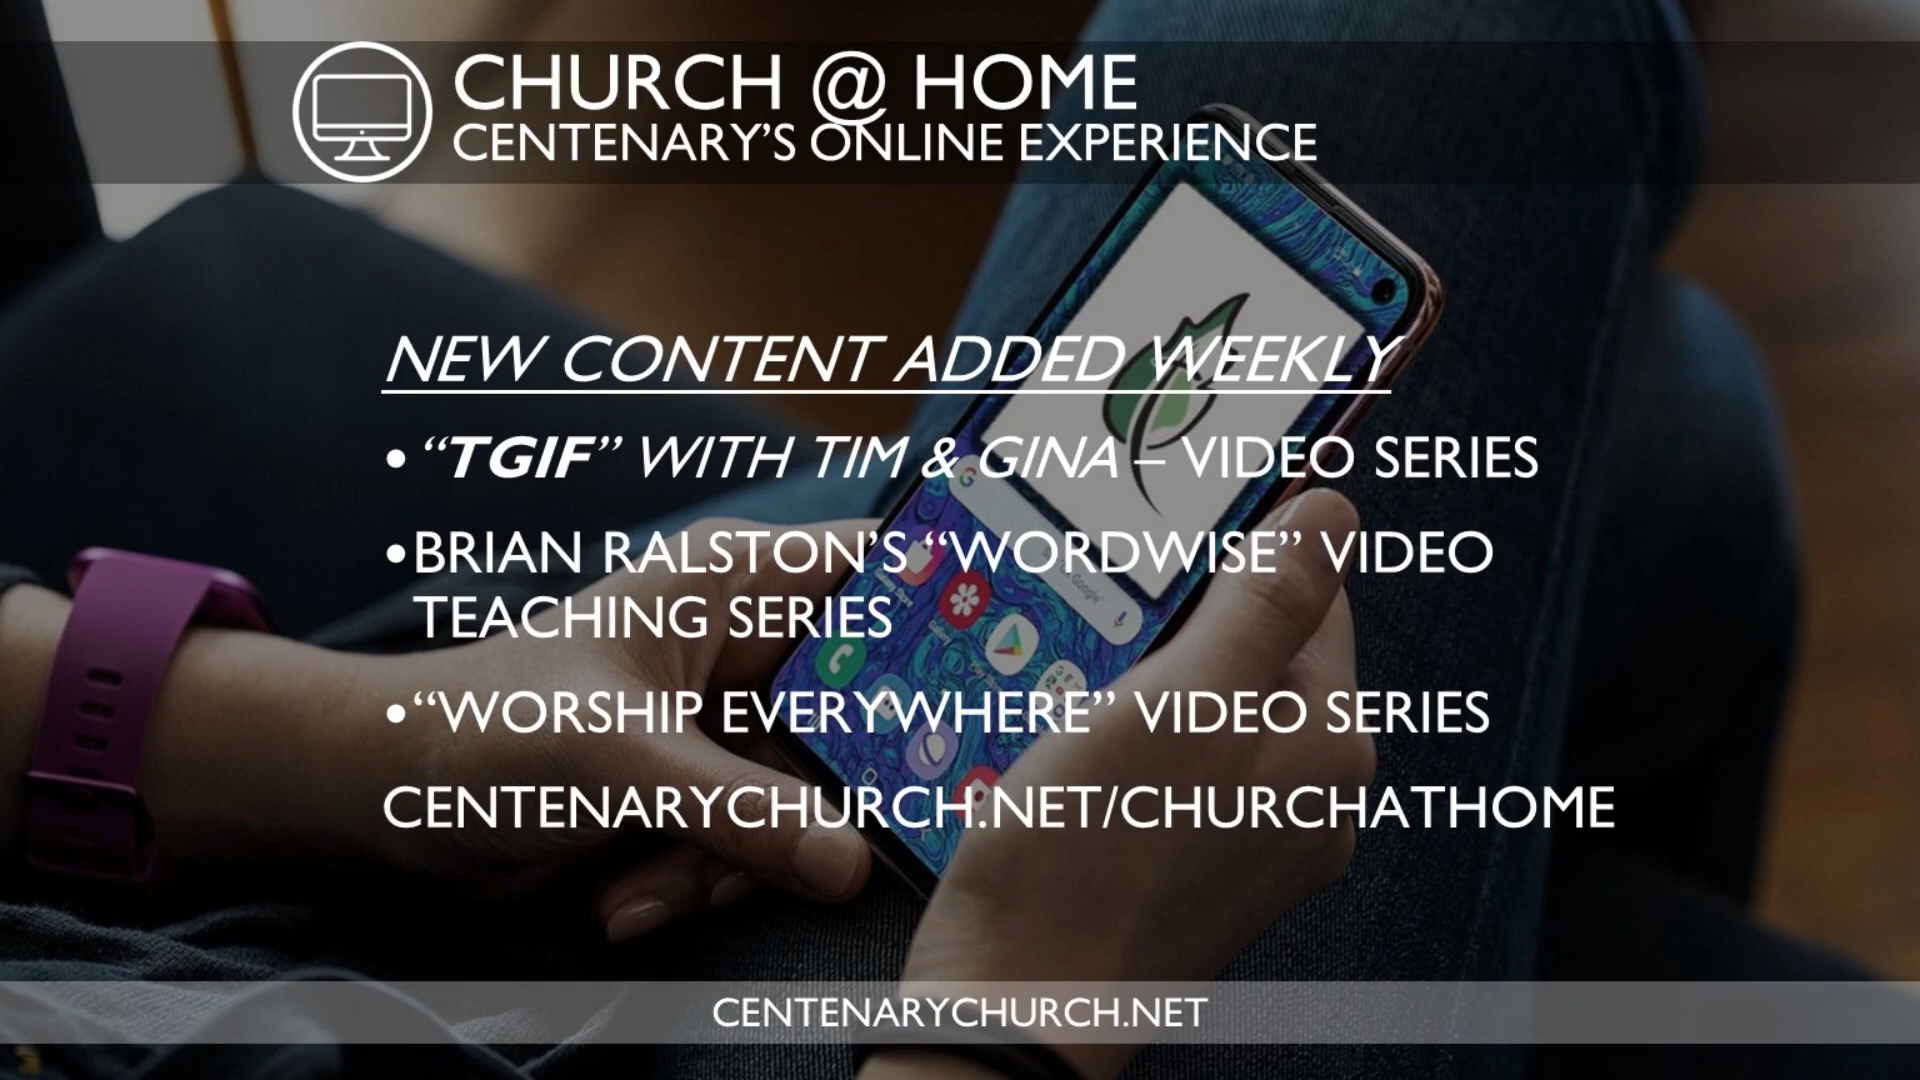 CHURCH @ HOME
CENTENARY’S ONLINE EXPERIENCE
NEW CONTENT ADDED WEEKLY
• “TGIF” WITH TIM & GINA – VIDEO SERIES
• BRIAN RALSTON’S “WORDWISE” VIDEO
TEACHING SERIES
• “WORSHIP EVERYWHERE” VIDEO SERIES
CENTENARYCHURCH.NET/CHURCHATHOME
CENTENARYCHURCH.NET